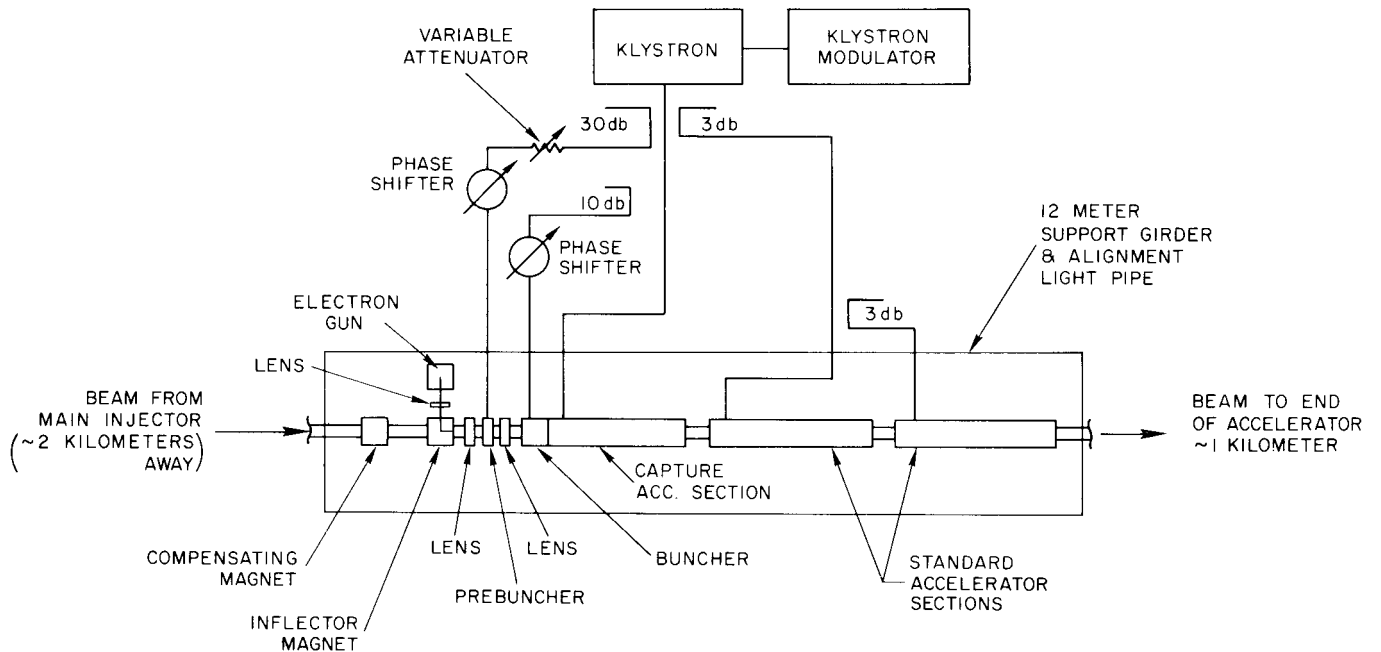 VARIABLE
ATTENUATOR
KLYSTRON
KLYSTRON
MODULATOR
30db
3db
PHASE
SHIFTER
10db
PHASE
SHIFTER
12 METER
SUPPORT GIRDER
& ALIGNMENT
LIGHT PIPE
ELECTRON
GUN
3db
LENS
BEAM FROM
MAIN INJECTOR
(~2 KILOMETERS
AWAY)
BEAM TO END
OF ACCELERATOR
~1 KILOMETER
CAPTURE
ACC. SECTION
COMPENSATING
MAGNET
LENS
LENS
BUNCHER
STANDARD
ACCELERATOR
SECTIONS
PREBUNCHER
INFLECTOR
MAGNET